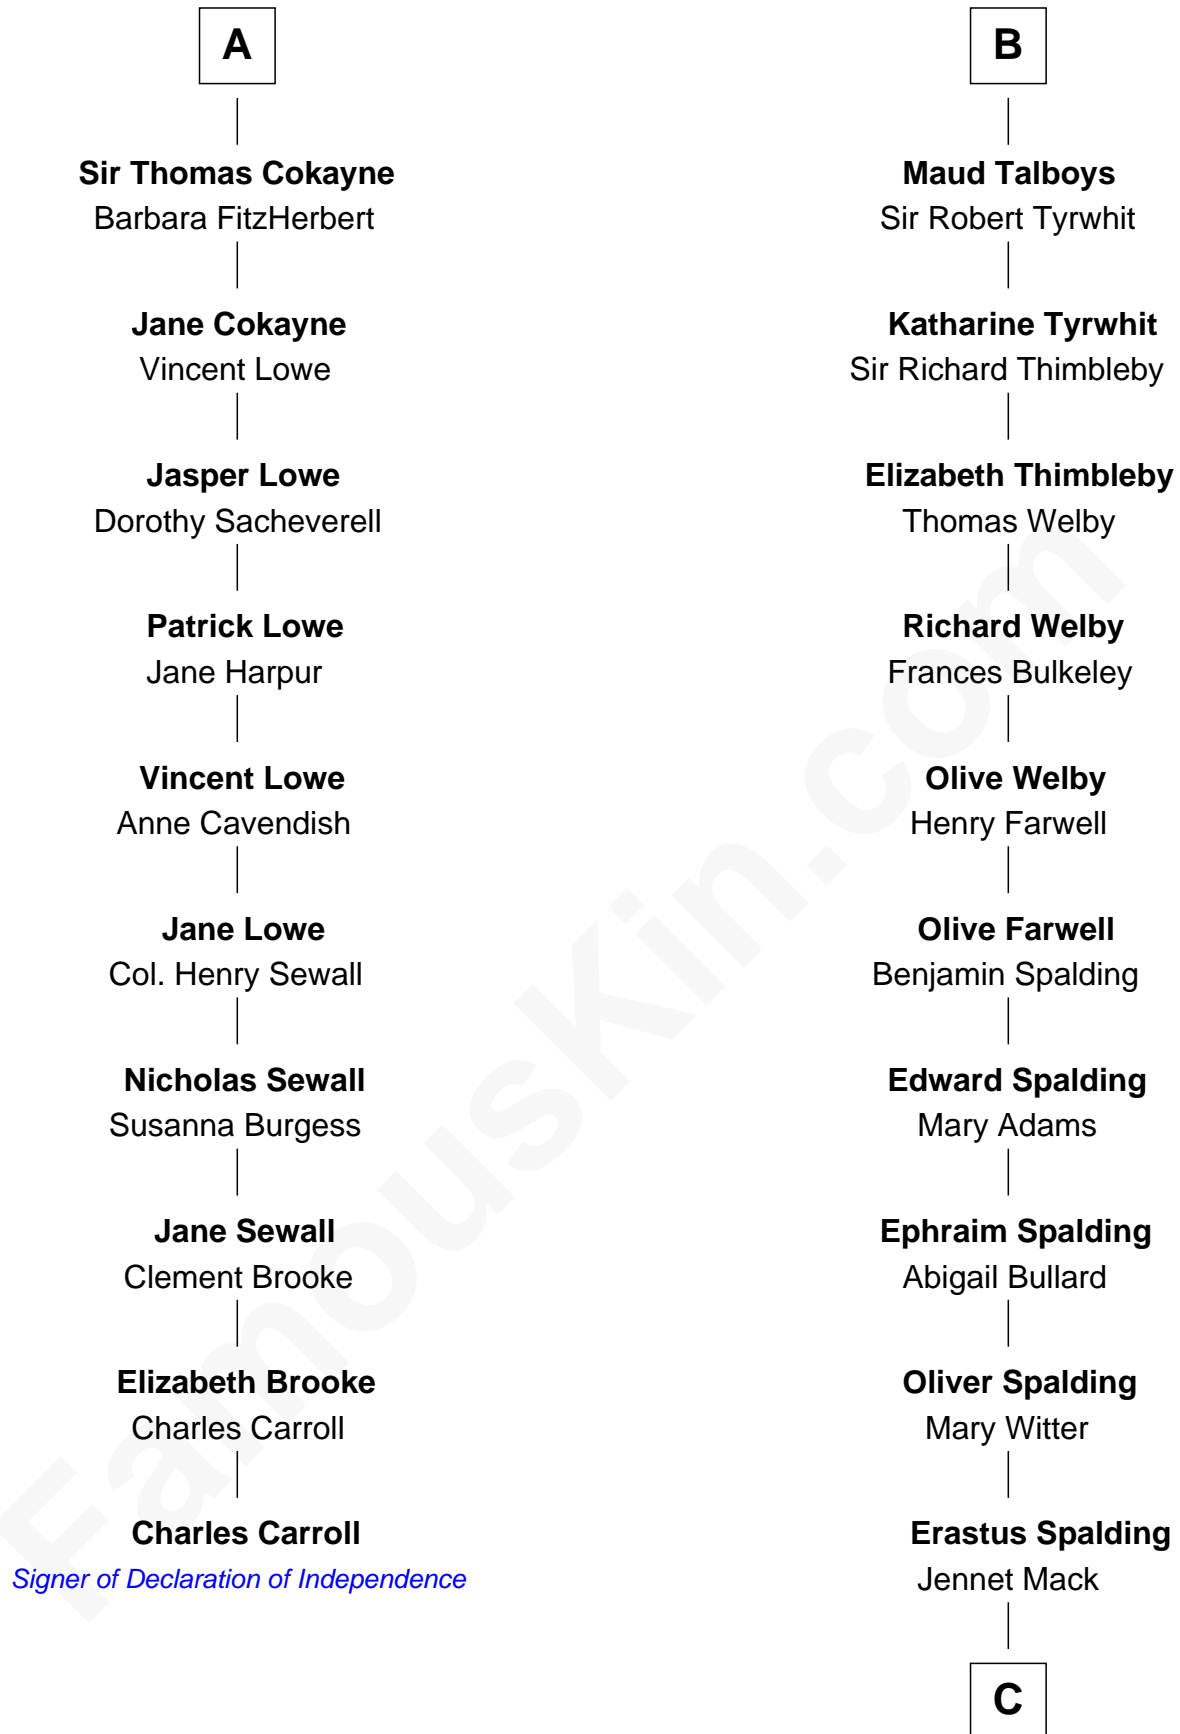 A
Sir Thomas Cokayne
Barbara FitzHerbert
Jane Cokayne
Vincent Lowe
Jasper Lowe
Dorothy Sacheverell
Patrick Lowe
Jane Harpur
Vincent Lowe
Anne Cavendish
Jane Lowe
Col. Henry Sewall
Nicholas Sewall
Susanna Burgess
Jane Sewall
Clement Brooke
Elizabeth Brooke
Charles Carroll
Charles Carroll
Signer of Declaration of Independence
B
Maud Talboys
Sir Robert Tyrwhit
Katharine Tyrwhit
Sir Richard Thimbleby
Elizabeth Thimbleby
Thomas Welby
Richard Welby
Frances Bulkeley
Olive Welby
Henry Farwell
Olive Farwell
Benjamin Spalding
Edward Spalding
Mary Adams
Ephraim Spalding
Abigail Bullard
Oliver Spalding
Mary Witter
Erastus Spalding
Jennet Mack
C
FamousKin.com